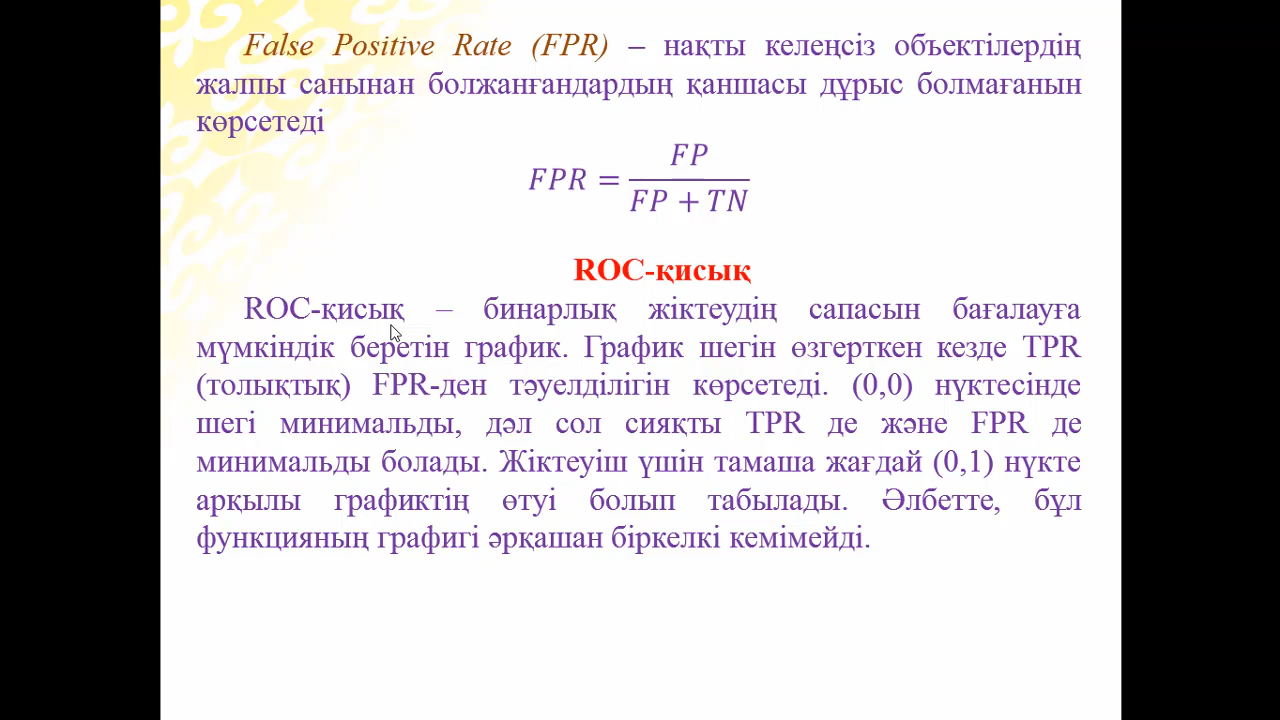 False Positive Rate (FPR) – нақты келеңсіз объектілердің
жалпы санынан болжанғандардың қаншасы дұрыс болмағанын
көрсетеді
FPR = FP / (FP + TN)
ROC-қисық
ROC-қисық – бинарлық жіктеудің сапасын бағалауға
мүмкіндік беретін график. График шегін өзгерткен кезде TPR
(толықтық) FPR-ден тәуелділігін көрсетеді. (0,0) нүктесінде
шегі минимальды, дәл сол сияқты TPR де және FPR де
минимальды болады. Жіктеуіш үшін тамаша жағдай (0,1) нүкте
арқылы графиктің өтуі болып табылады. Әлбетте, бұл
функцияның графигі әрқашан біркелкі кемімейді.